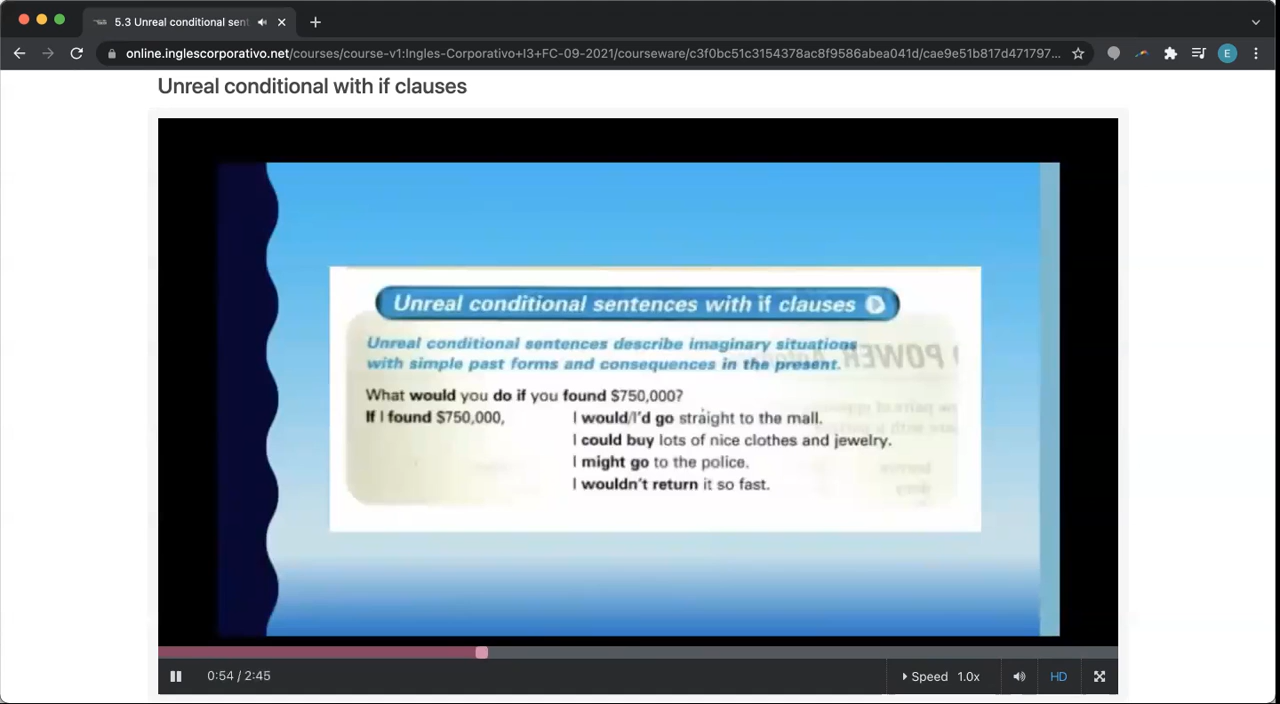 5.3 Unreal conditional sent
online.inglescorporativo.net/courses/course-v1:Ingles-Corporativo+I3+FC-09-2021/courseware/c3f0bc51c3154378ac8f9586abea041d/cae9e51b817d471797...
E
Unreal conditional with if clauses
Unreal conditional sentences with if clauses
Unreal conditional sentences describe imaginary situations
with simple past forms and consequences in the present.
What would you do if you found $750,000?
If I found $750,000, I would/I'd go straight to the mall.
I could buy lots of nice clothes and jewelry.
I might go to the police.
I wouldn't return it so fast.
0:54 / 2:45
Speed 1.0x
HD